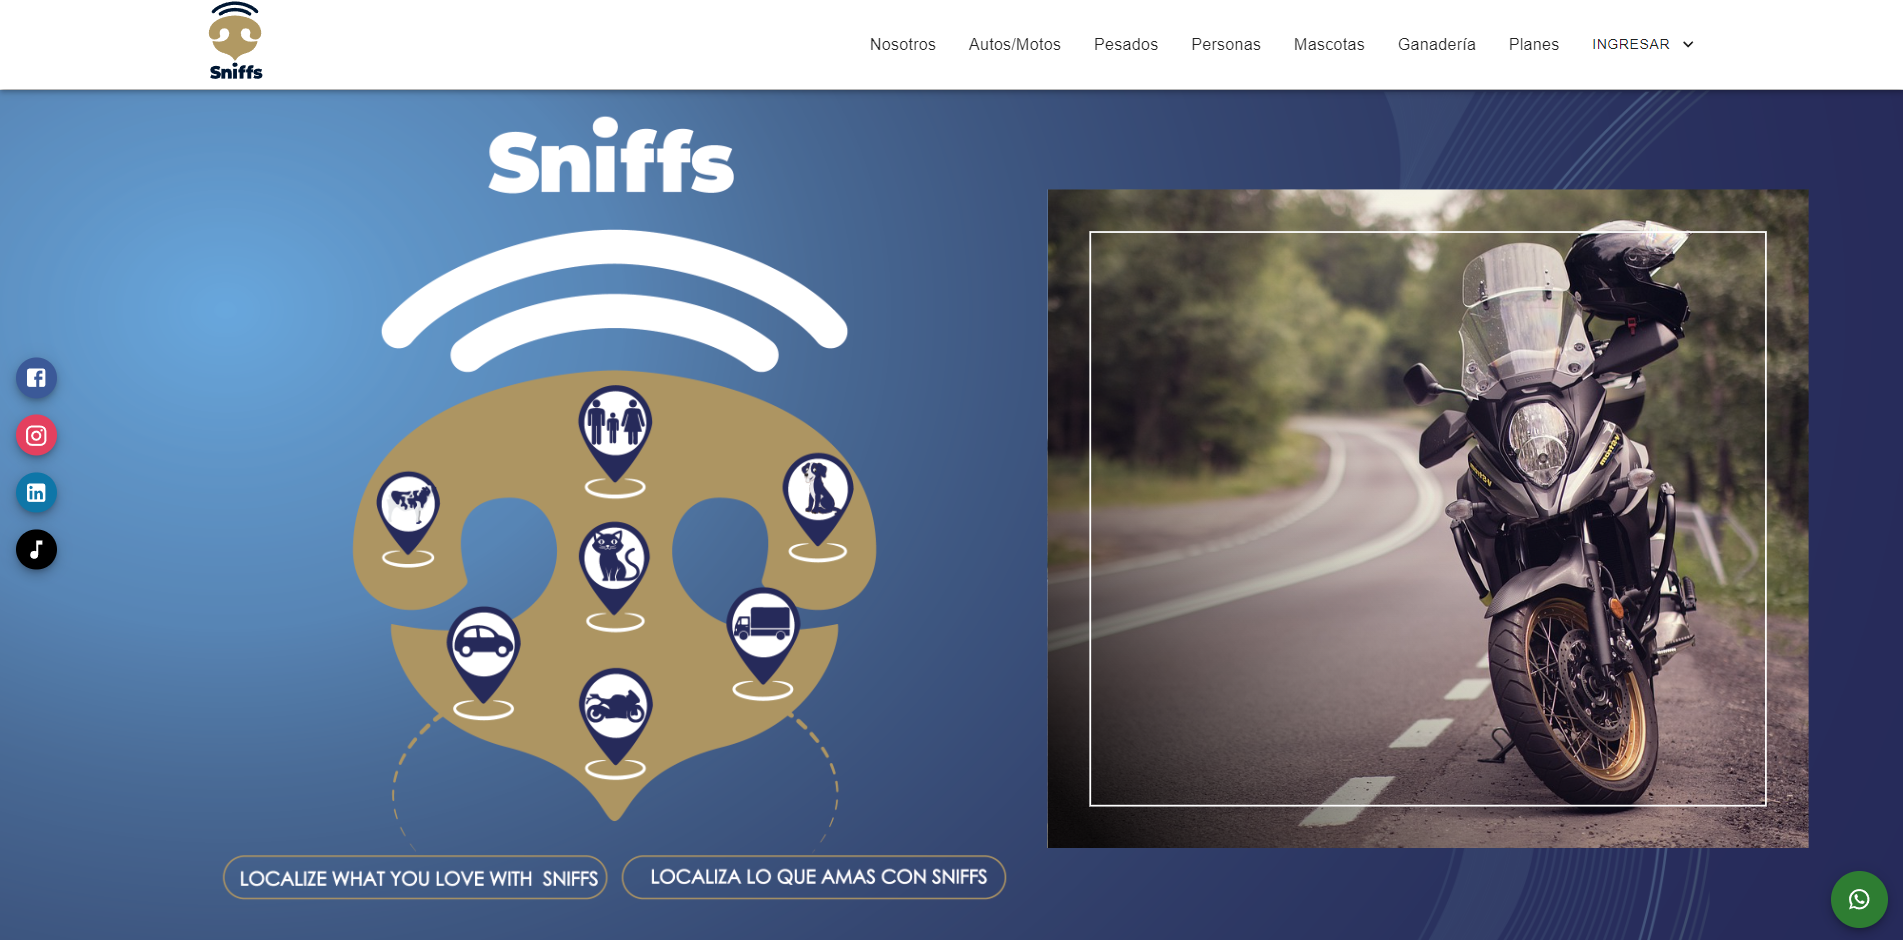 Sniffs
Nosotros Autos/Motos Pesados Personas Mascotas Ganadería Planes INGRESAR
Sniffs
LOCALIZE WHAT YOU LOVE WITH SNIFFS
LOCALIZA LO QUE AMAS CON SNIFFS